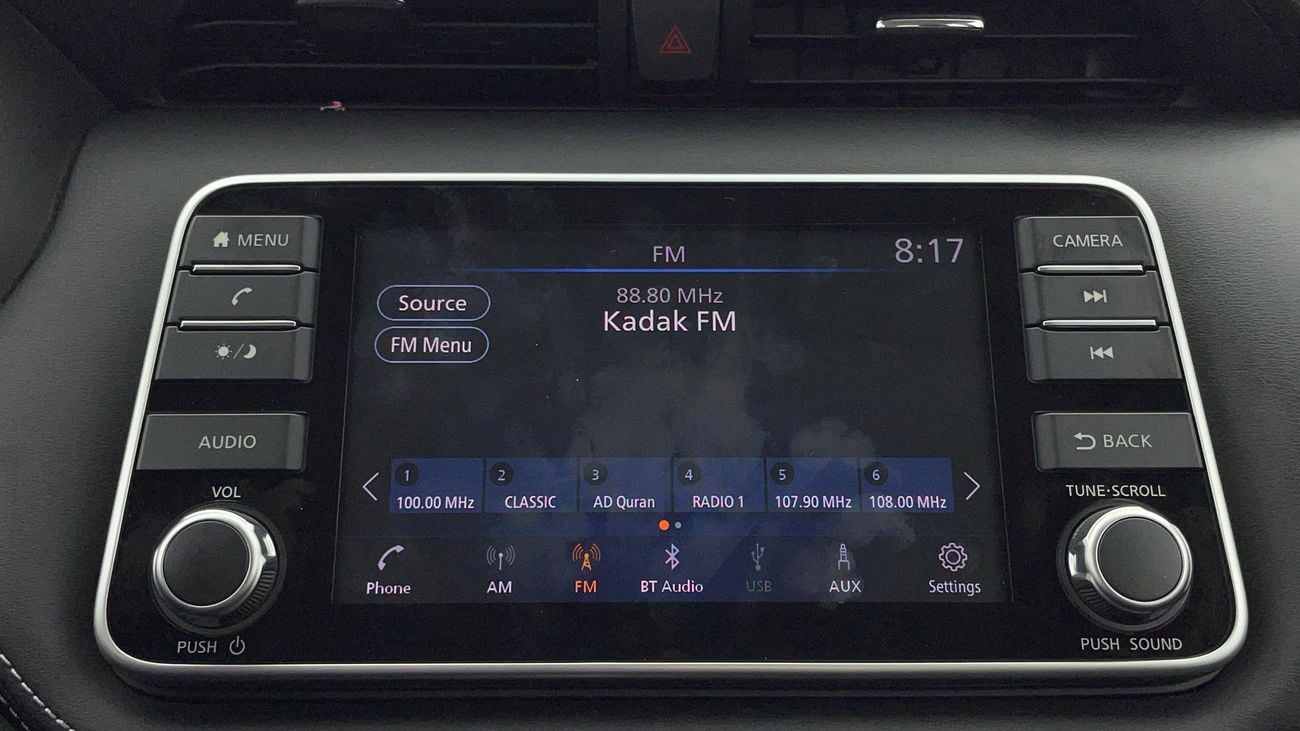 MENU
AUDIO
VOL
PUSH
FM
8:17
Source
FM Menu
88.80 MHz
Kadak FM
1 2 3 4 5 6
100.00 MHz CLASSIC AD Quran RADIO 1 107.90 MHz 108.00 MHz
Phone AM FM BT Audio USB AUX Settings
CAMERA
BACK
TUNE·SCROLL
PUSH SOUND